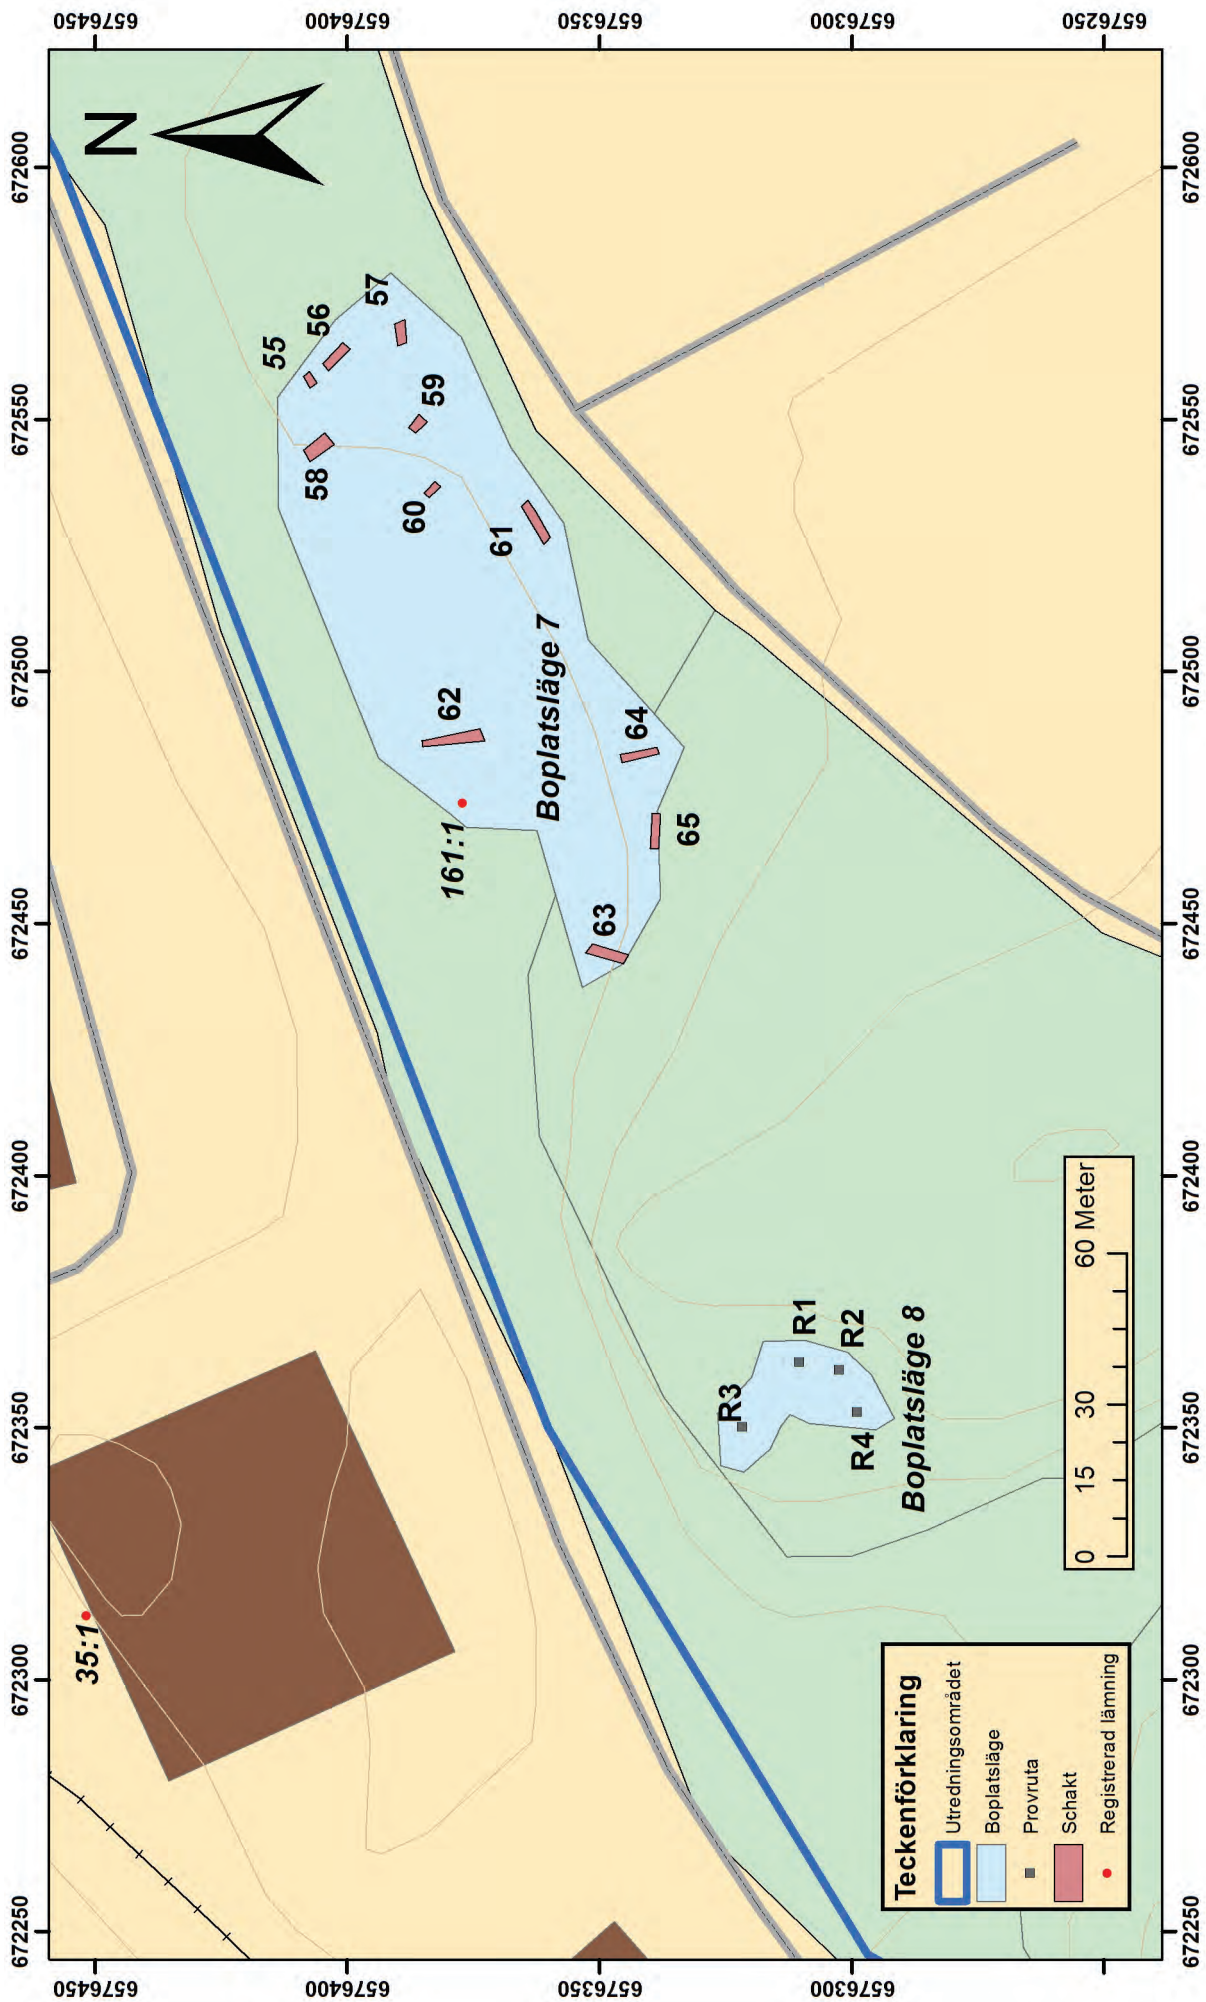 672250
672300
672350
672400
672450
672500
672550
672600
6576450
6576400
6576350
6576300
6576250
6576450
6576400
6576350
6576300
6576250
N
35:1
55
56
57
58
59
60
61
62
161:1
Boplatsläge 7
63
64
65
R3
R1
R2
R4
Boplatsläge 8
0 15 30 60 Meter
Teckenförklaring
Utredningsområdet
Boplatsläge
Provruta
Schakt
Registrerad lämning
672250
672300
672350
672400
672450
672500
672550
672600